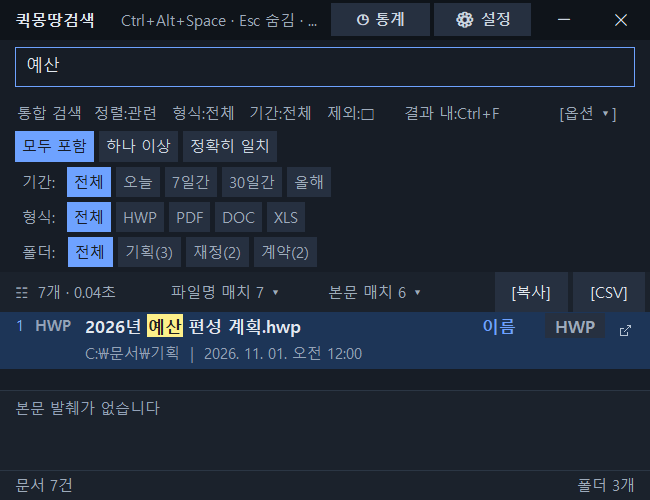 퀵몽땅검색 Ctrl+Alt+Space · Esc 숨김 · ... 통계 설정
예산
통합 검색 정렬:관련 형식:전체 기간:전체 제외:□ 결과 내:Ctrl+F [옵션 ▾]
모두 포함 하나 이상 정확히 일치
기간: 전체 오늘 7일간 30일간 올해
형식: 전체 HWP PDF DOC XLS
폴더: 전체 기획(3) 재정(2) 계약(2)
7개 · 0.04초 파일명 매치 7 ▾ 본문 매치 6 ▾ [복사] [CSV]
1 HWP 2026년 예산 편성 계획.hwp 이름 HWP
C:₩문서₩기획 | 2026. 11. 01. 오전 12:00
본문 발췌가 없습니다
문서 7건 폴더 3개